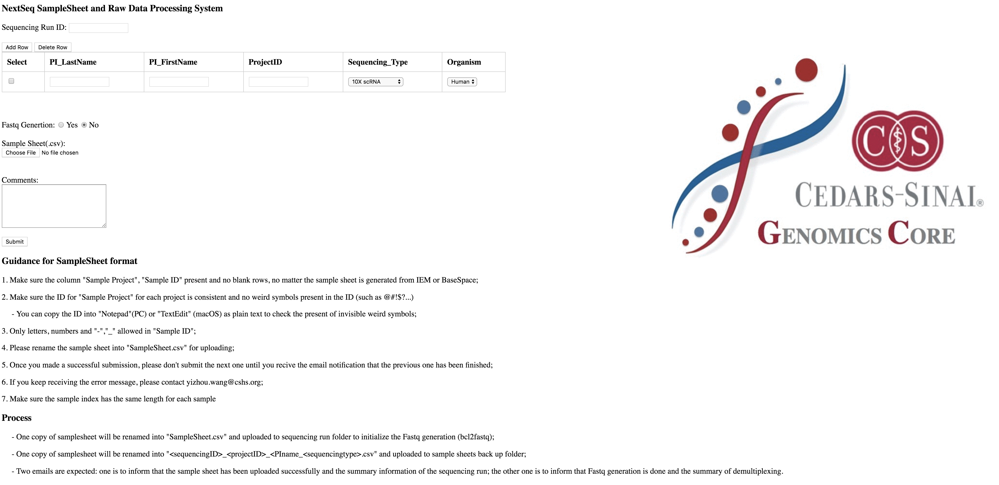 NextSeq SampleSheet and Raw Data Processing System
Sequencing Run ID:
Add Row Delete Row
Select PI_LastName PI_FirstName ProjectID Sequencing_Type Organism
10X scRNA Human
Fastq Genertion: Yes No
Sample Sheet(.csv):
Choose File No file chosen
Comments:
Submit
CS
CEDARS-SINAI®
GENOMICS CORE
Guidance for SampleSheet format
1. Make sure the column "Sample Project", "Sample ID" present and no blank rows, no matter the sample sheet is generated from IEM or BaseSpace;
2. Make sure the ID for "Sample Project" for each project is consistent and no weird symbols present in the ID (such as @#!$?...)
- You can copy the ID into "Notepad"(PC) or "TextEdit" (macOS) as plain text to check the present of invisible weird symbols;
3. Only letters, numbers and "-","_" allowed in "Sample ID";
4. Please rename the sample sheet into "SampleSheet.csv" for uploading;
5. Once you made a successful submission, please don't submit the next one until you recive the email notification that the previous one has been finished;
6. If you keep receiving the error message, please contact yizhou.wang@cshs.org;
7. Make sure the sample index has the same length for each sample
Process
- One copy of samplesheet will be renamed into "SampleSheet.csv" and uploaded to sequencing run folder to initialize the Fastq generation (bcl2fastq);
- One copy of samplesheet will be renamed into "<sequencingID>_<projectID>_<PIname_<sequencingtype>.csv" and uploaded to sample sheets back up folder;
- Two emails are expected: one is to inform that the sample sheet has been uploaded successfully and the summary information of the sequencing run; the other one is to inform that Fastq generation is done and the summary of demultiplexing.